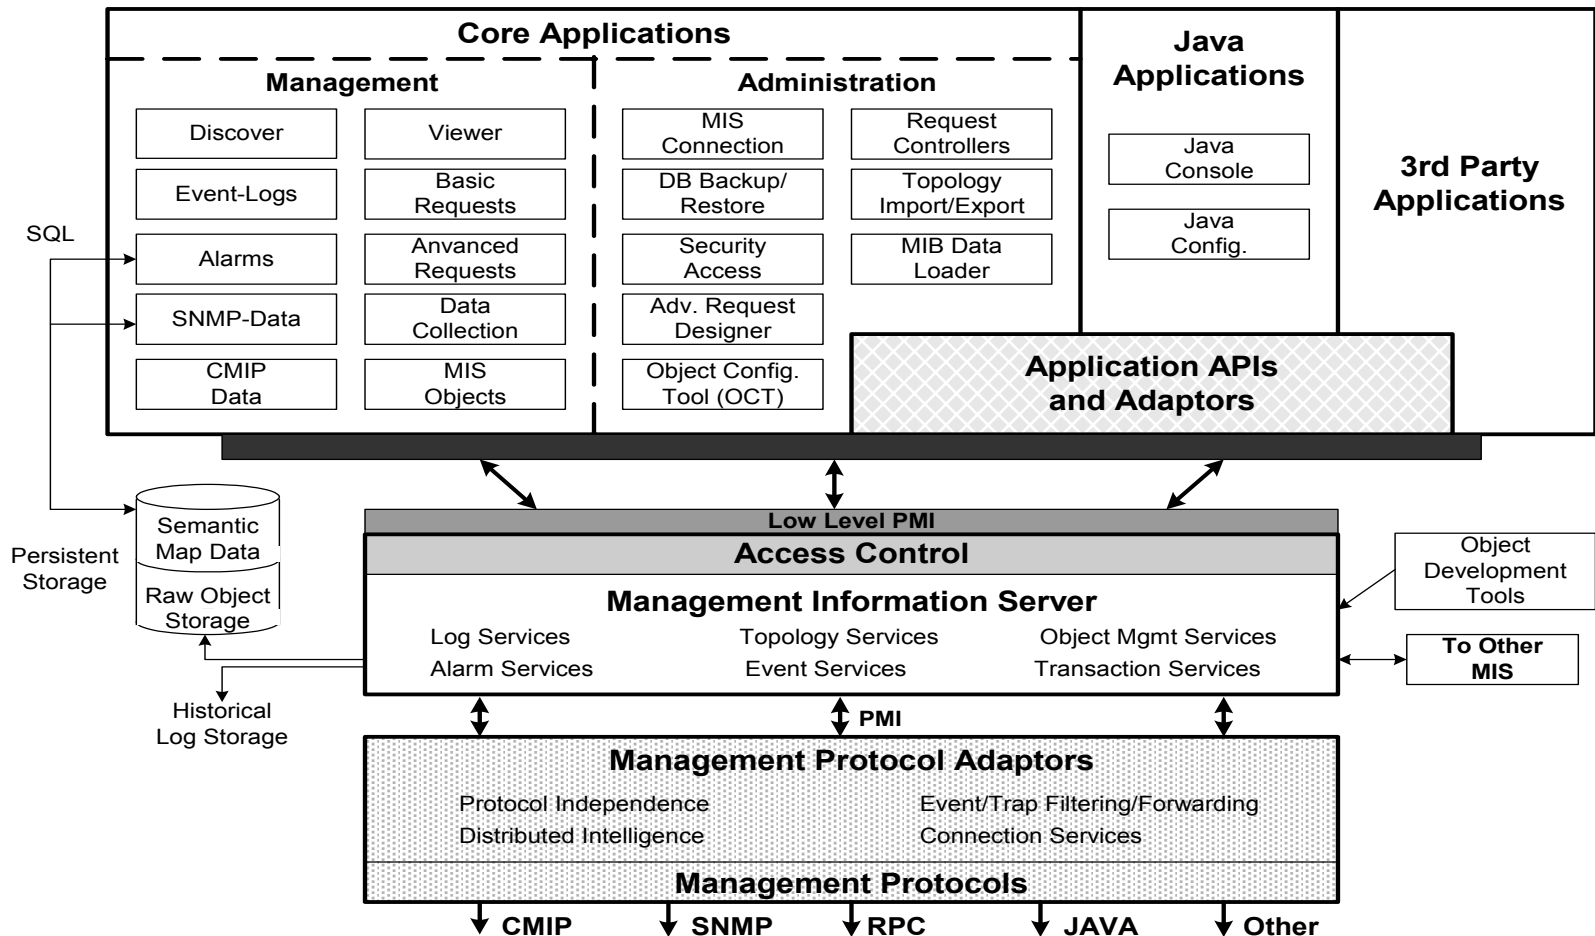 Core Applications
Management
Administration
Java
Applications
3rd Party
Applications
Discover
Viewer
Event-Logs
Basic
Requests
Alarms
Anvanced
Requests
SNMP-Data
Data
Collection
CMIP
Data
MIS
Objects
MIS
Connection
Request
Controllers
DB Backup/
Restore
Topology
Import/Export
Security
Access
MIB Data
Loader
Adv. Request
Designer
Object Config.
Tool (OCT)
Java
Console
Java
Config.
Application APIs
and Adaptors
SQL
Persistent
Storage
Semantic
Map Data
Raw Object
Storage
Historical
Log Storage
Low Level PMI
Access Control
Management Information Server
Log Services
Topology Services
Object Mgmt Services
Alarm Services
Event Services
Transaction Services
Object
Development
Tools
To Other
MIS
PMI
Management Protocol Adaptors
Protocol Independence
Event/Trap Filtering/Forwarding
Distributed Intelligence
Connection Services
Management Protocols
CMIP
SNMP
RPC
JAVA
Other